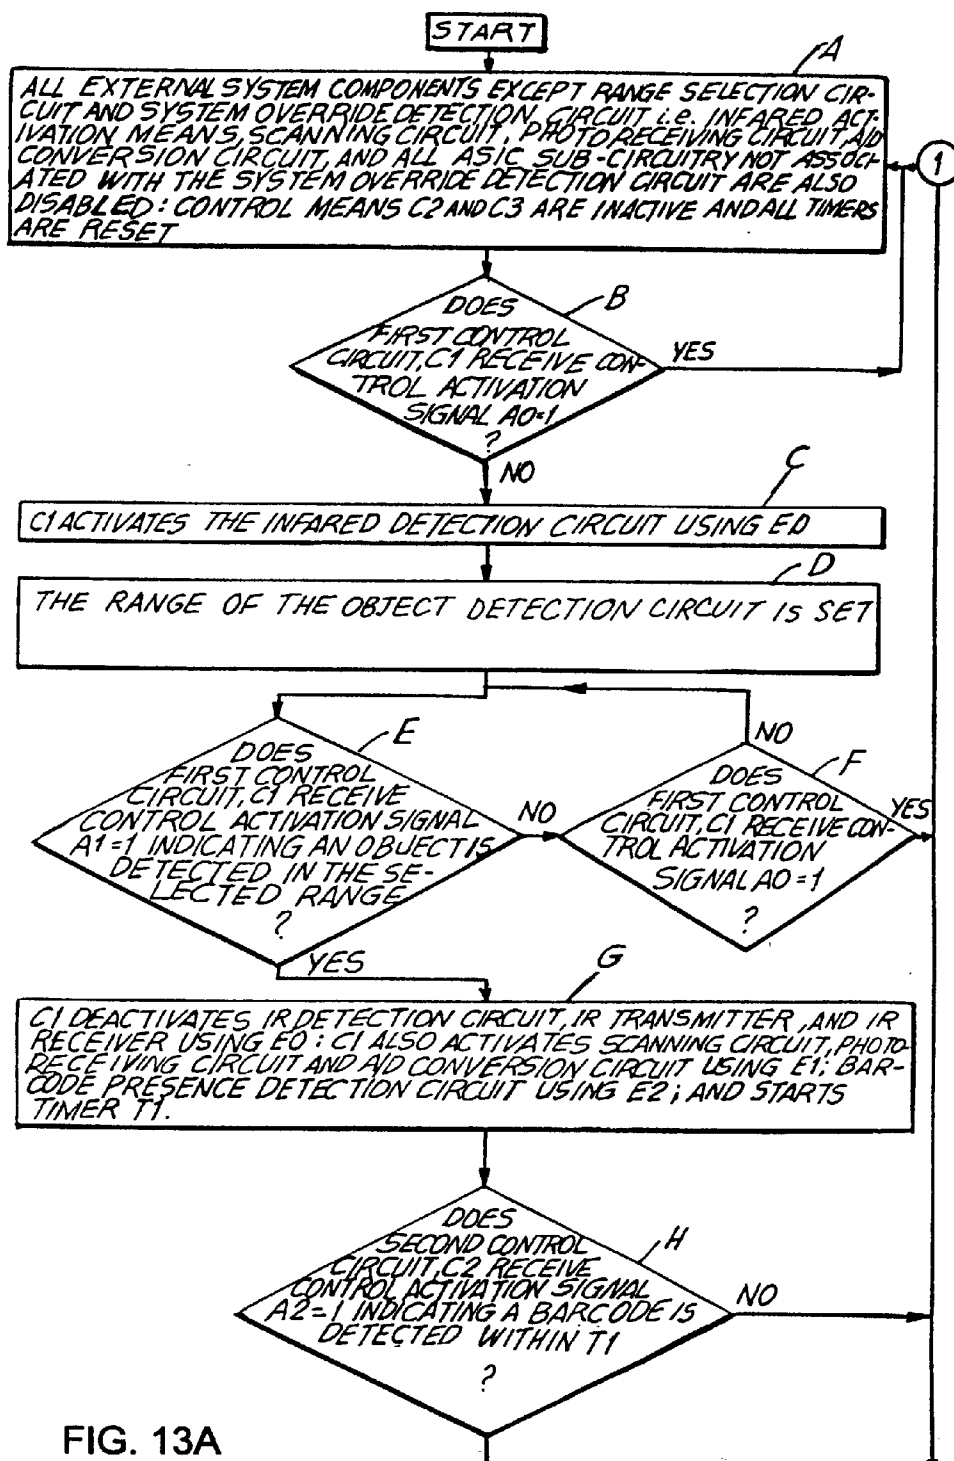 START
A
ALL EXTERNAL SYSTEM COMPONENTS EXCEPT RANGE SELECTION CIR-
CUIT AND SYSTEM OVERRIDE DETECTION CIRCUIT i.e. INFARED ACT-
IVATION MEANS, SCANNING CIRCUIT, PHOTO RECEIVING CIRCUIT, A/D
CONVERSION CIRCUIT, AND ALL ASIC SUB-CIRCUITRY NOT ASSOCI-
ATED WITH THE SYSTEM OVERRIDE DETECTION CIRCUIT ARE ALSO
DISABLED: CONTROL MEANS C2 AND C3 ARE INACTIVE AND ALL TIMERS
ARE RESET
1
B
DOES
FIRST CONTROL
CIRCUIT, C1 RECEIVE CON-
TROL ACTIVATION
SIGNAL A0=1
?
YES
NO
C
C1 ACTIVATES THE INFARED DETECTION CIRCUIT USING E0
D
THE RANGE OF THE OBJECT DETECTION CIRCUIT IS SET
E
DOES
FIRST CONTROL
CIRCUIT, C1 RECEIVE
CONTROL ACTIVATION SIGNAL
A1=1 INDICATING AN OBJECT IS
DETECTED IN THE SE-
LECTED RANGE
?
NO
YES
F
DOES
FIRST CONTROL
CIRCUIT, C1 RECEIVE CON-
TROL ACTIVATION
SIGNAL A0=1
?
NO
YES
G
C1 DEACTIVATES IR DETECTION CIRCUIT, IR TRANSMITTER, AND IR
RECEIVER USING E0: C1 ALSO ACTIVATES SCANNING CIRCUIT, PHOTO-
RECEIVING CIRCUIT AND A/D CONVERSION CIRCUIT USING E1; BAR-
CODE PRESENCE DETECTION CIRCUIT USING E2; AND STARTS
TIMER T1.
H
DOES
SECOND CONTROL
CIRCUIT, C2 RECEIVE
CONTROL ACTIVATION SIGNAL
A2=1 INDICATING A BARCODE IS
DETECTED WITHIN T1
?
NO
FIG. 13A